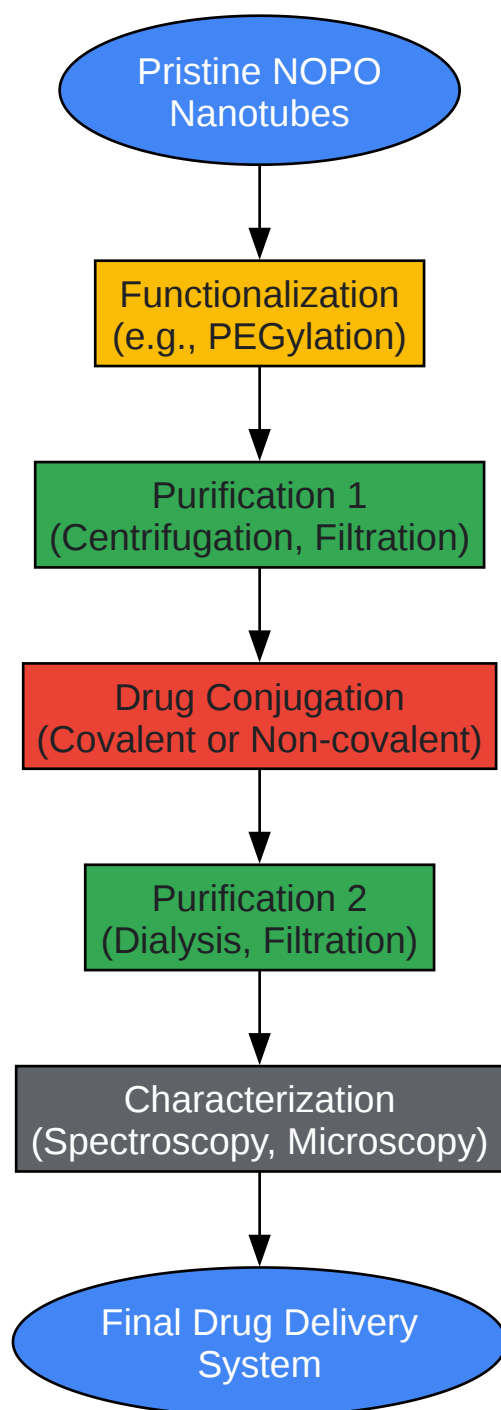 Pristine NOPO
Nanotubes
Functionalization
(e.g., PEGylation)
Purification 1
(Centrifugation, Filtration)
Drug Conjugation
(Covalent or Non-covalent)
Purification 2
(Dialysis, Filtration)
Characterization
(Spectroscopy, Microscopy)
Final Drug Delivery
System